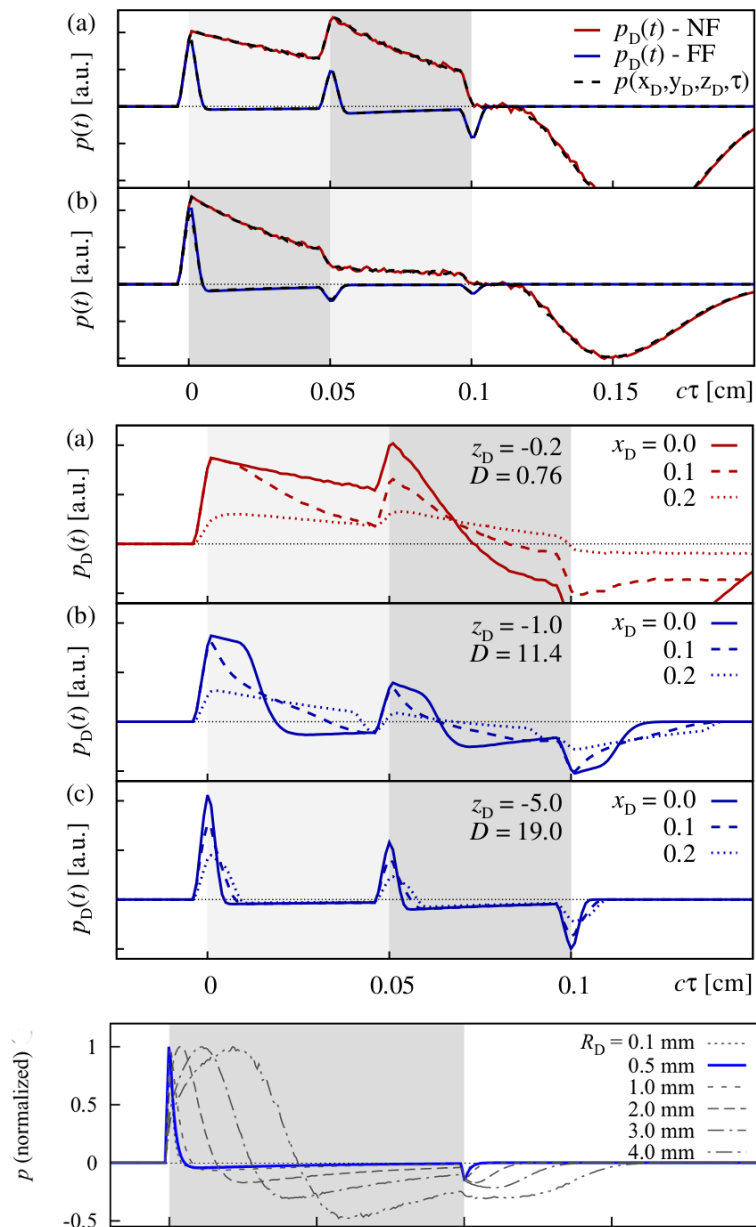 (a)
p_D(t) - NF
p_D(t) - FF
p(x_D,y_D,z_D,τ)
p(t) [a.u.]
(b)
p(t) [a.u.]
0 0.05 0.1 0.15 cτ [cm]
(a)
z_D = -0.2 x_D = 0.0
D = 0.76 0.1
0.2
p_D(t) [a.u.]
(b)
z_D = -1.0 x_D = 0.0
D = 11.4 0.1
0.2
p_D(t) [a.u.]
(c)
z_D = -5.0 x_D = 0.0
D = 19.0 0.1
0.2
p_D(t) [a.u.]
0 0.05 0.1 cτ [cm]
p (normalized)
1
0.5
0
-0.5
R_D = 0.1 mm
0.5 mm
1.0 mm
2.0 mm
3.0 mm
4.0 mm